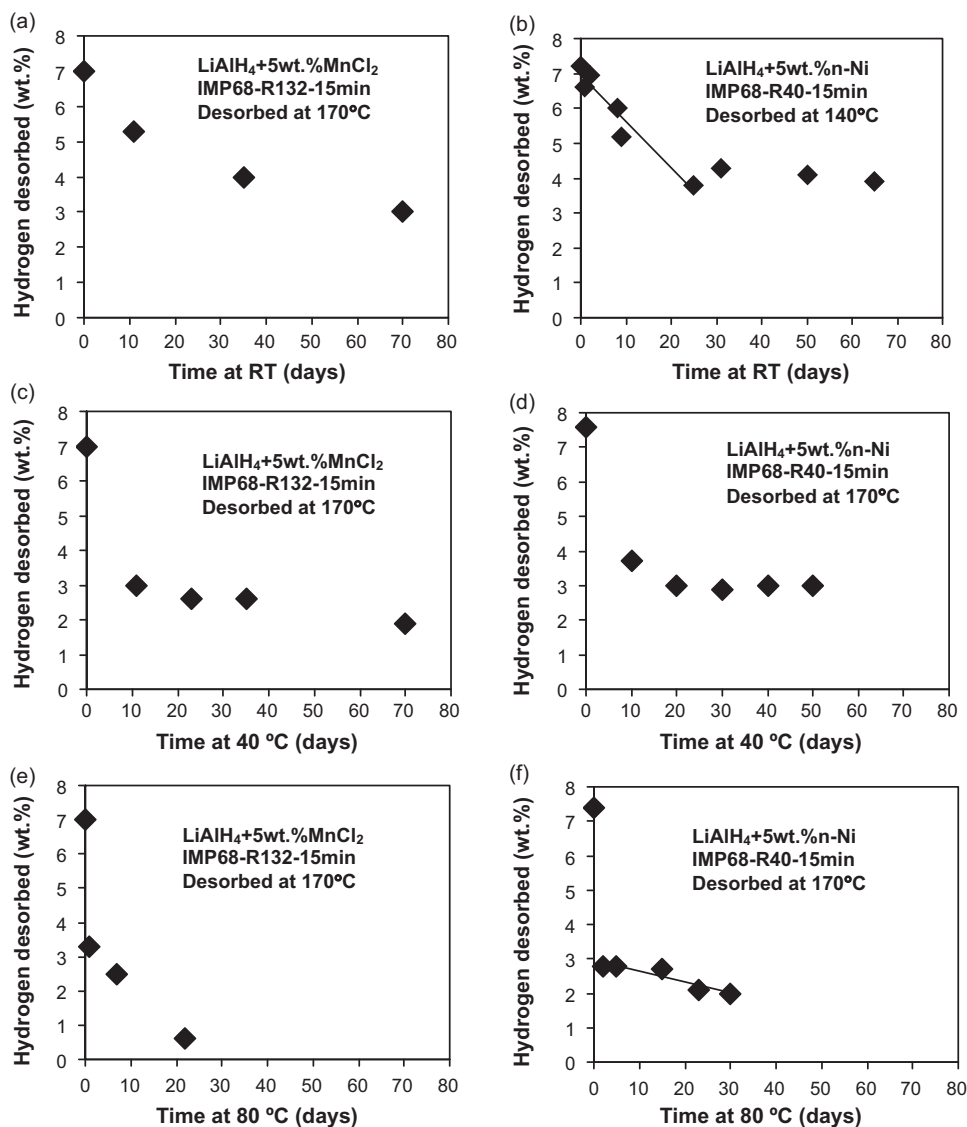 (a)
Hydrogen desorbed (wt.%)
8
7
6
5
4
3
2
1
0
LiAlH₄+5wt.%MnCl₂
IMP68-R132-15min
Desorbed at 170ºC
0 10 20 30 40 50 60 70 80
Time at RT (days)
(b)
Hydrogen desorbed (wt.%)
8
7
6
5
4
3
2
1
0
LiAlH₄+5wt.%n-Ni
IMP68-R40-15min
Desorbed at 140ºC
0 10 20 30 40 50 60 70 80
Time at RT (days)
(c)
Hydrogen desorbed (wt.%)
8
7
6
5
4
3
2
1
0
LiAlH₄+5wt.%MnCl₂
IMP68-R132-15min
Desorbed at 170ºC
0 10 20 30 40 50 60 70 80
Time at 40 ºC (days)
(d)
Hydrogen desorbed (wt.%)
8
7
6
5
4
3
2
1
0
LiAlH₄+5wt.%n-Ni
IMP68-R40-15min
Desorbed at 170ºC
0 10 20 30 40 50 60 70 80
Time at 40 ºC (days)
(e)
Hydrogen desorbed (wt.%)
8
7
6
5
4
3
2
1
0
LiAlH₄+5wt.%MnCl₂
IMP68-R132-15min
Desorbed at 170ºC
0 20 40 60 80
Time at 80 ºC (days)
(f)
Hydrogen desorbed (wt.%)
8
7
6
5
4
3
2
1
0
LiAlH₄+5wt.%n-Ni
IMP68-R40-15min
Desorbed at 170ºC
0 10 20 30 40 50 60 70 80
Time at 80 ºC (days)